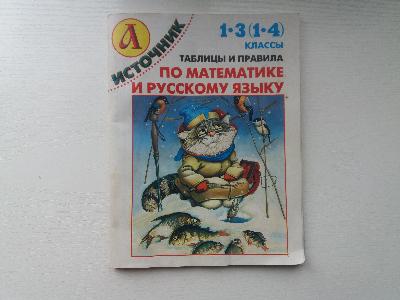 Л
ИСТОЧНИК
1-3 (1-4)
КЛАССЫ
ТАБЛИЦЫ И ПРАВИЛА
ПО МАТЕМАТИКЕ
И РУССКОМУ ЯЗЫКУ